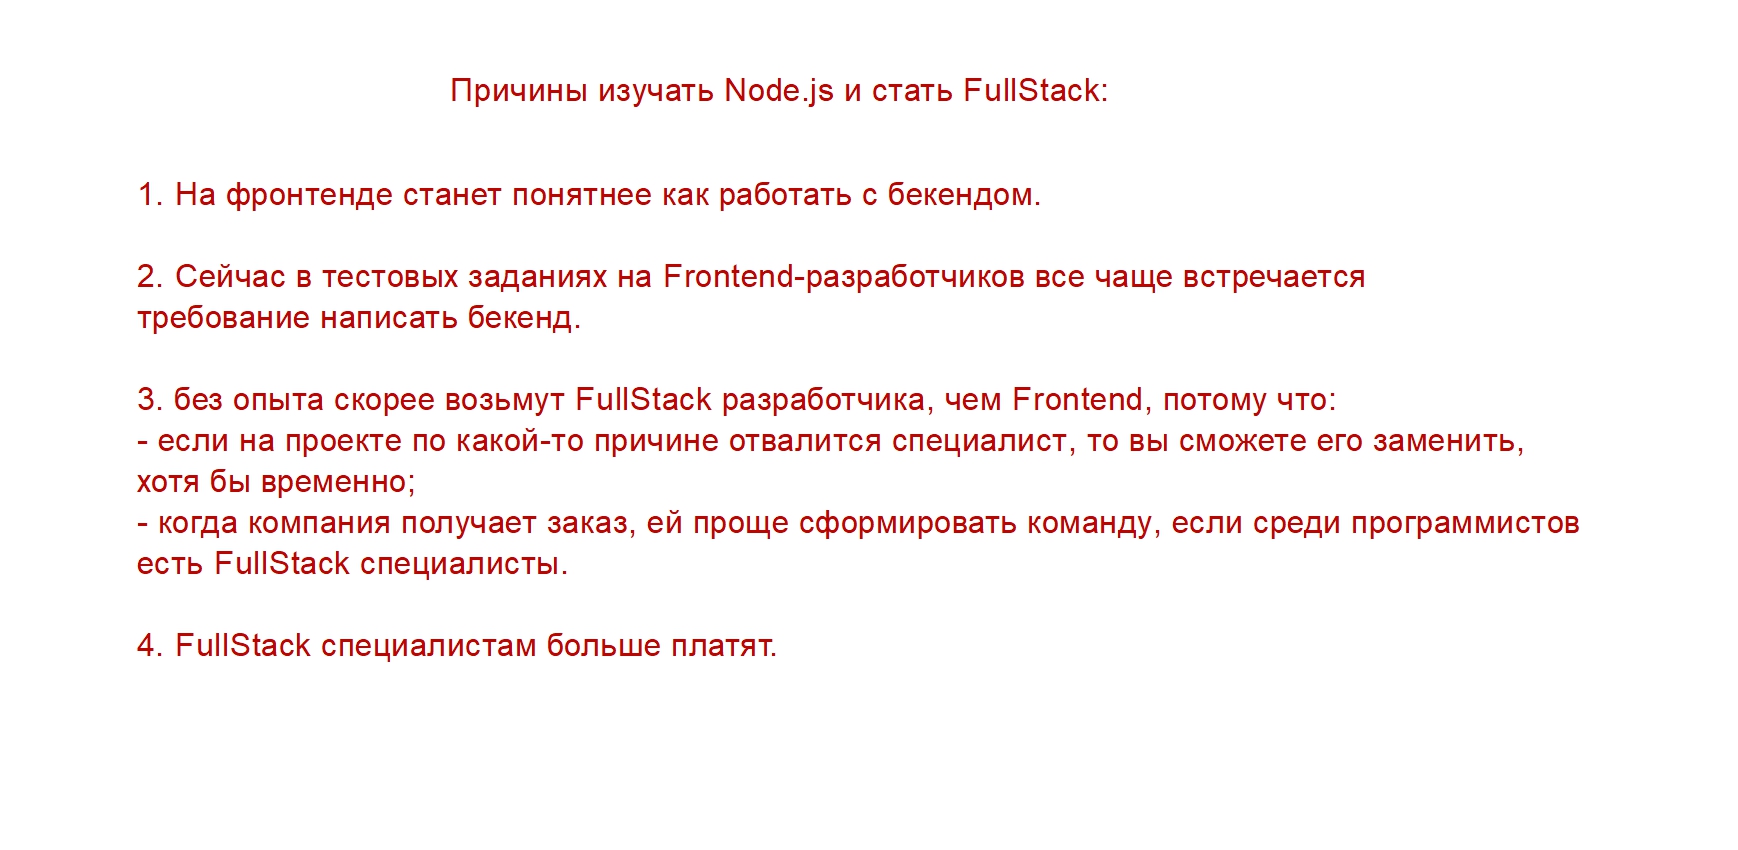 Причины изучать Node.js и стать FullStack:
1. На фронтенде станет понятнее как работать с бекендом.
2. Сейчас в тестовых заданиях на Frontend-разработчиков все чаще встречается
требование написать бекенд.
3. без опыта скорее возьмут FullStack разработчика, чем Frontend, потому что:
- если на проекте по какой-то причине отвалится специалист, то вы сможете его заменить,
хотя бы временно;
- когда компания получает заказ, ей проще сформировать команду, если среди программистов
есть FullStack специалисты.
4. FullStack специалистам больше платят.